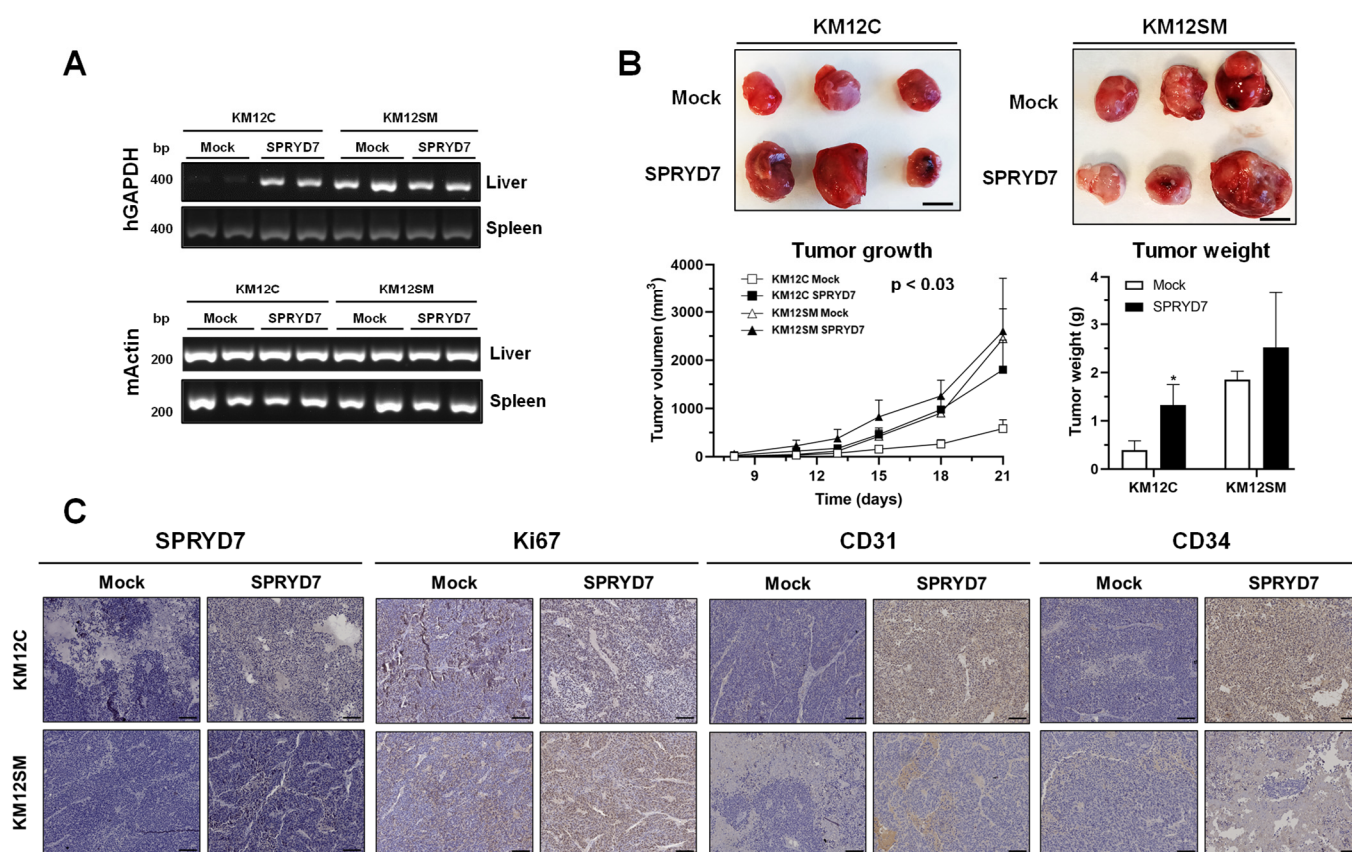 A
KM12C KM12SM
bp Mock SPRYD7 Mock SPRYD7
hGAPDH
400 Liver
400 Spleen
KM12C KM12SM
bp Mock SPRYD7 Mock SPRYD7
mActin
200 Liver
200 Spleen
B
KM12C KM12SM
Mock Mock
SPRYD7 SPRYD7
Tumor growth
Tumor volumen (mm³)
4000
3000
2000
1000
0
KM12C Mock
KM12C SPRYD7
KM12SM Mock
KM12SM SPRYD7
p < 0.03
9 12 15 18 21
Time (days)
Tumor weight
Tumor weight (g)
4
3
2
1
0
Mock
SPRYD7
*
KM12C KM12SM
C
SPRYD7 Ki67 CD31 CD34
Mock SPRYD7 Mock SPRYD7 Mock SPRYD7 Mock SPRYD7
KM12C
KM12SM